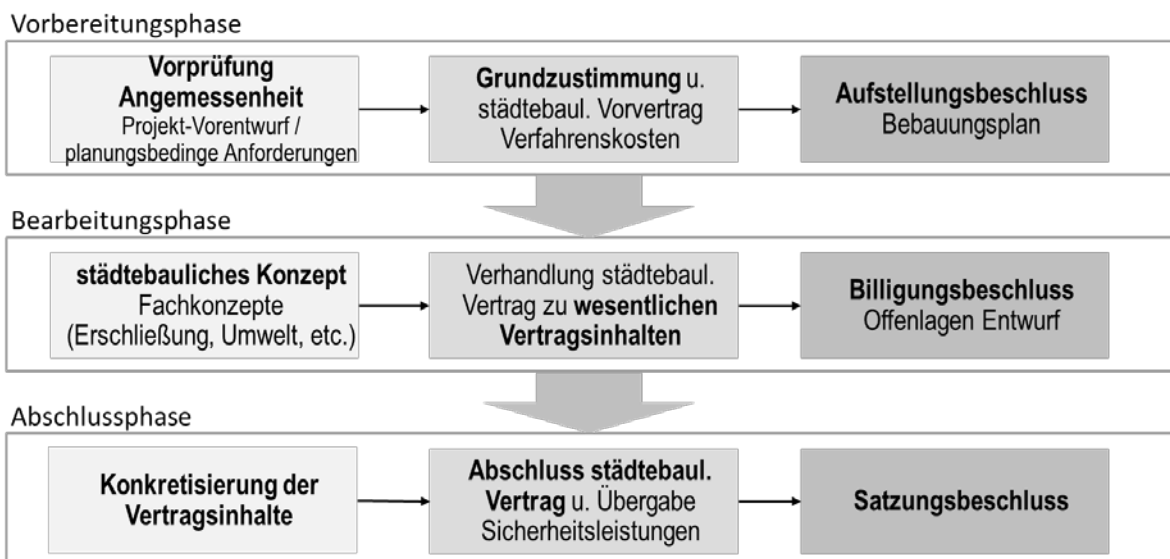 Vorbereitungsphase
Vorprüfung
Angemessenheit
Projekt-Vorentwurf /
planungsbedinge Anforderungen
Grundzustimmung u.
städtebaul. Vorvertrag
Verfahrenskosten
Aufstellungsbeschluss
Bebauungsplan
Bearbeitungsphase
städtebauliches Konzept
Fachkonzepte
(Erschließung, Umwelt, etc.)
Verhandlung städtebaul.
Vertrag zu wesentlichen
Vertragsinhalten
Billigungsbeschluss
Offenlagen Entwurf
Abschlussphase
Konkretisierung der
Vertragsinhalte
Abschluss städtebaul.
Vertrag u. Übergabe
Sicherheitsleistungen
Satzungsbeschluss